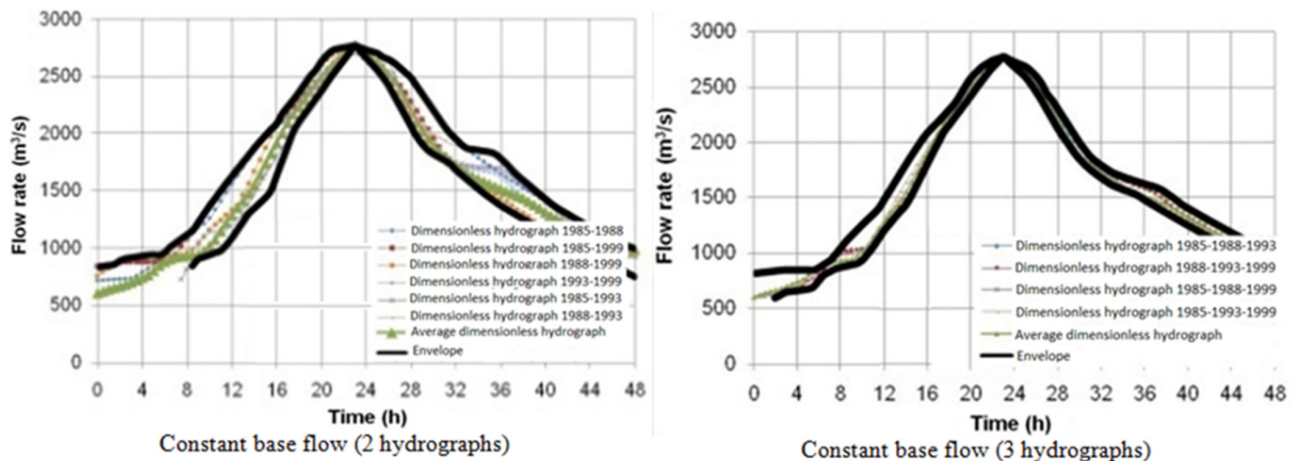 3000
2500
2000
1500
1000
500
0
Flow rate (m³/s)
Dimensionless hydrograph 1985-1988
Dimensionless hydrograph 1985-1999
Dimensionless hydrograph 1988-1999
Dimensionless hydrograph 1993-1999
Dimensionless hydrograph 1985-1993
Dimensionless hydrograph 1988-1993
Average dimensionless hydrograph
Envelope
0 4 8 12 16 20 24 28 32 36 40 44 48
Time (h)
Constant base flow (2 hydrographs)
3000
2500
2000
1500
1000
500
0
Flow rate (m³/s)
Dimensionless hydrograph 1985-1988-1993
Dimensionless hydrograph 1988-1993-1999
Dimensionless hydrograph 1985-1988-1999
Dimensionless hydrograph 1985-1993-1999
Average dimensionless hydrograph
Envelope
0 4 8 12 16 20 24 28 32 36 40 44 48
Time (h)
Constant base flow (3 hydrographs)